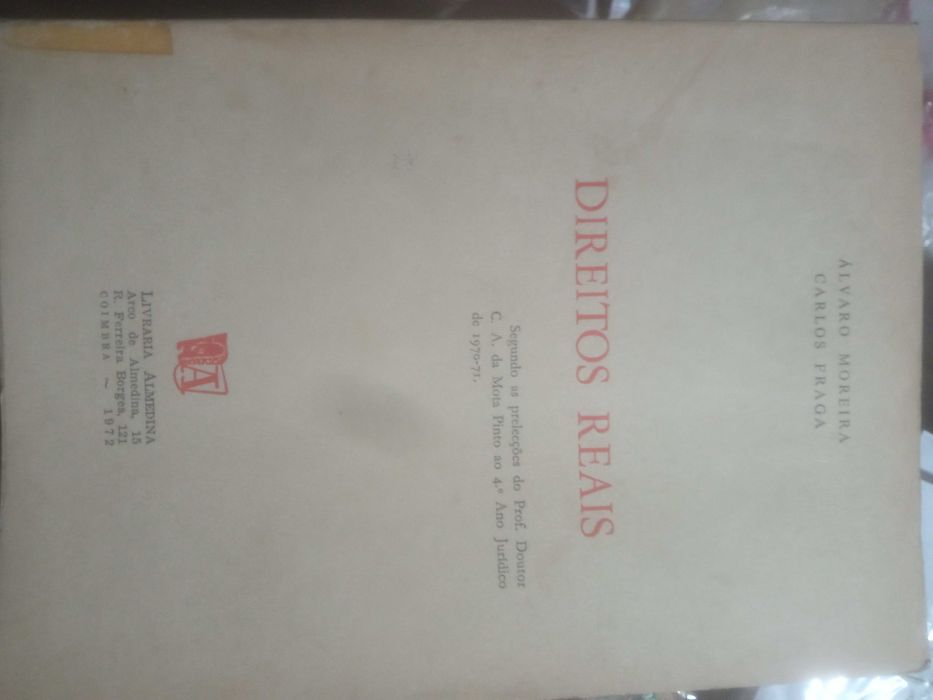 ÁLVARO MOREIRA
CARLOS FRAGA
DIREITOS REAIS
Segundo as prelecções do Prof. Doutor
C. A. da Mota Pinto ao 4.º Ano Jurídico
de 1970-71.
A
LIVRARIA ALMEDINA
Arco de Almedina, 15
R. Ferreira Borges, 121
COIMBRA ~ 1972